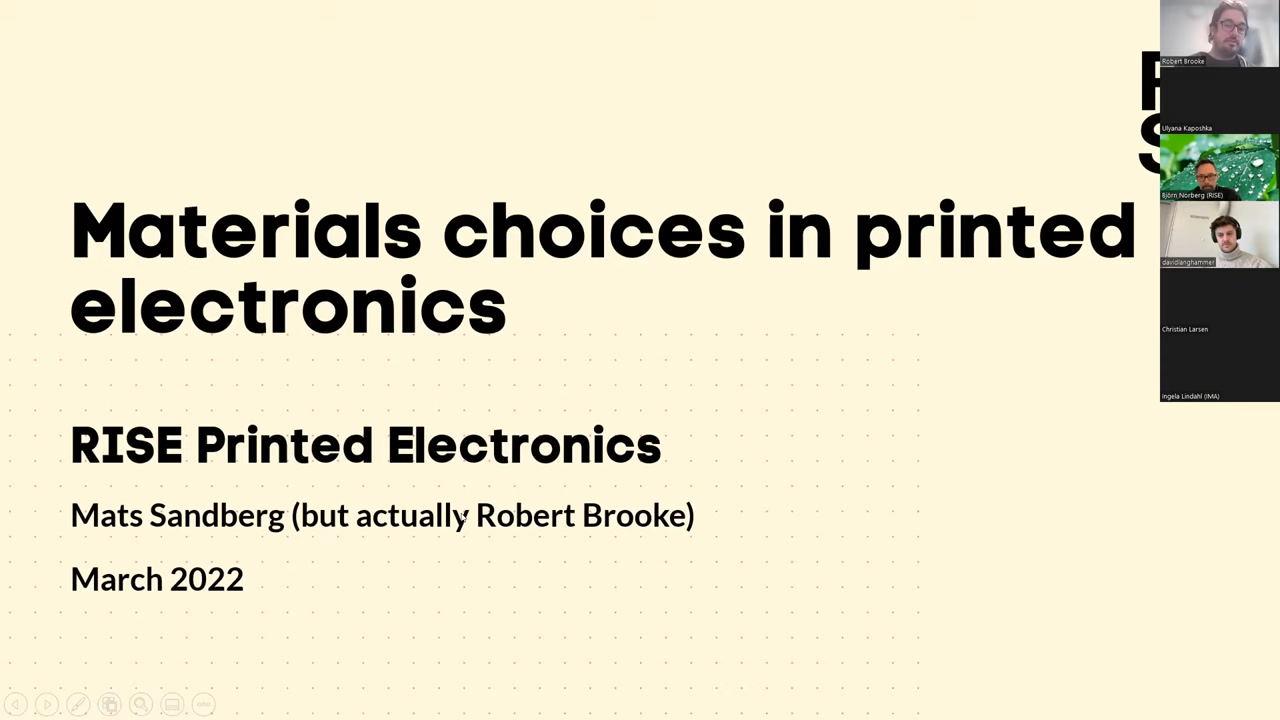 Materials choices in printed
electronics
RISE Printed Electronics
Mats Sandberg (but actually Robert Brooke)
March 2022
Robert Brooke
Ulyana Kaposhka
Björn Norberg (RISE)
davidlanghammer
Christian Larsen
Ingela Lindahl (IMA)